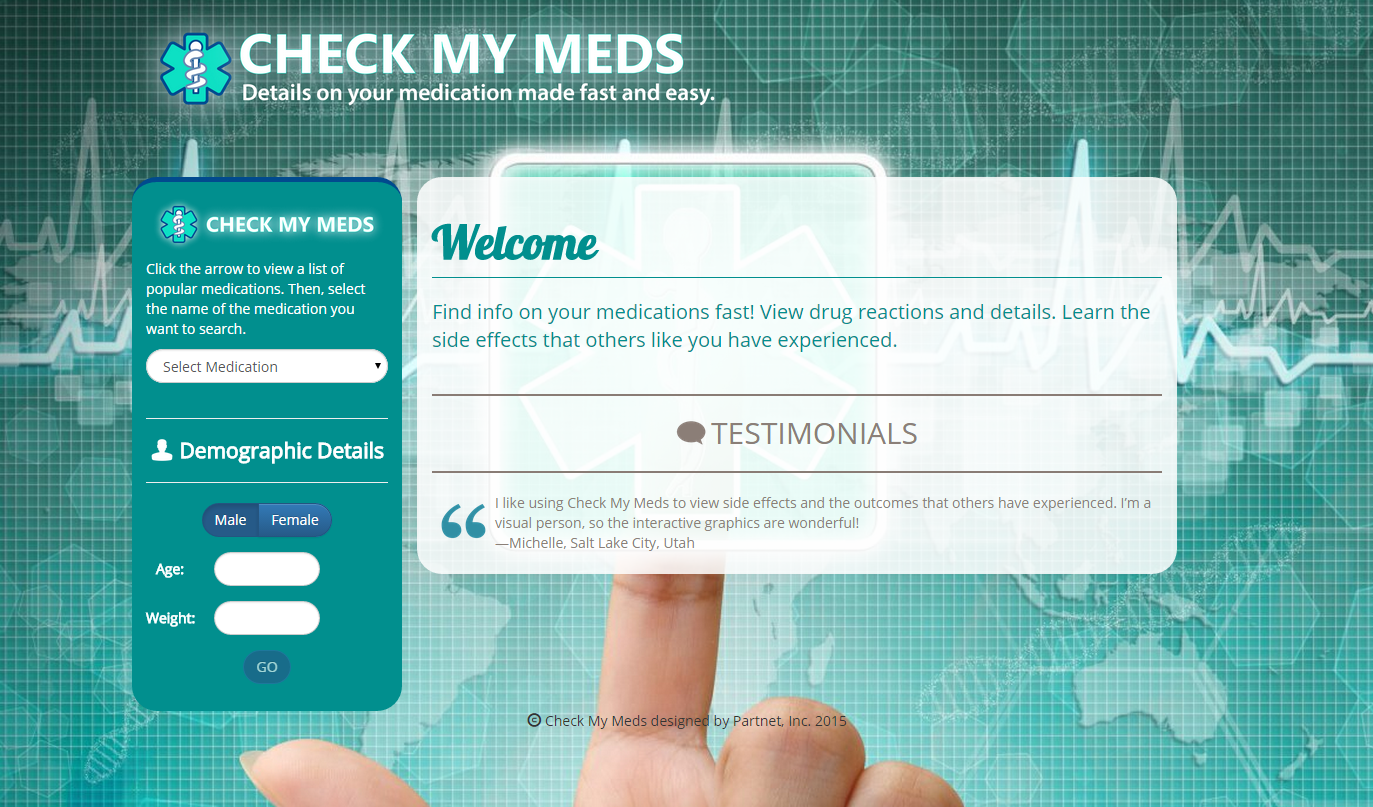 CHECK MY MEDS
Details on your medication made fast and easy.
CHECK MY MEDS
Click the arrow to view a list of
popular medications. Then, select
the name of the medication you
want to search.
Select Medication
Demographic Details
Male Female
Age:
Weight:
GO
Welcome
Find info on your medications fast! View drug reactions and details. Learn the
side effects that others like you have experienced.
TESTIMONIALS
“ I like using Check My Meds to view side effects and the outcomes that others have experienced. I'm a
visual person, so the interactive graphics are wonderful!
—Michelle, Salt Lake City, Utah
© Check My Meds designed by Partnet, Inc. 2015